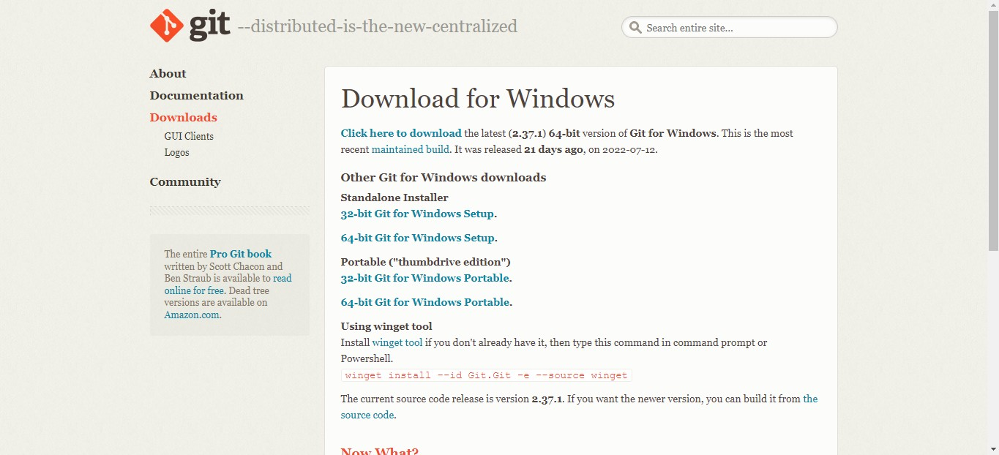 git --distributed-is-the-new-centralized
Search entire site...
About
Documentation
Downloads
GUI Clients
Logos
Community
The entire Pro Git book
written by Scott Chacon and
Ben Straub is available to read
online for free. Dead tree
versions are available on
Amazon.com.
Download for Windows
Click here to download the latest (2.37.1) 64-bit version of Git for Windows. This is the most
recent maintained build. It was released 21 days ago, on 2022-07-12.
Other Git for Windows downloads
Standalone Installer
32-bit Git for Windows Setup.
64-bit Git for Windows Setup.
Portable ("thumbdrive edition")
32-bit Git for Windows Portable.
64-bit Git for Windows Portable.
Using winget tool
Install winget tool if you don't already have it, then type this command in command prompt or
Powershell.
winget install --id Git.Git -e --source winget
The current source code release is version 2.37.1. If you want the newer version, you can build it from the
source code.
Now What?